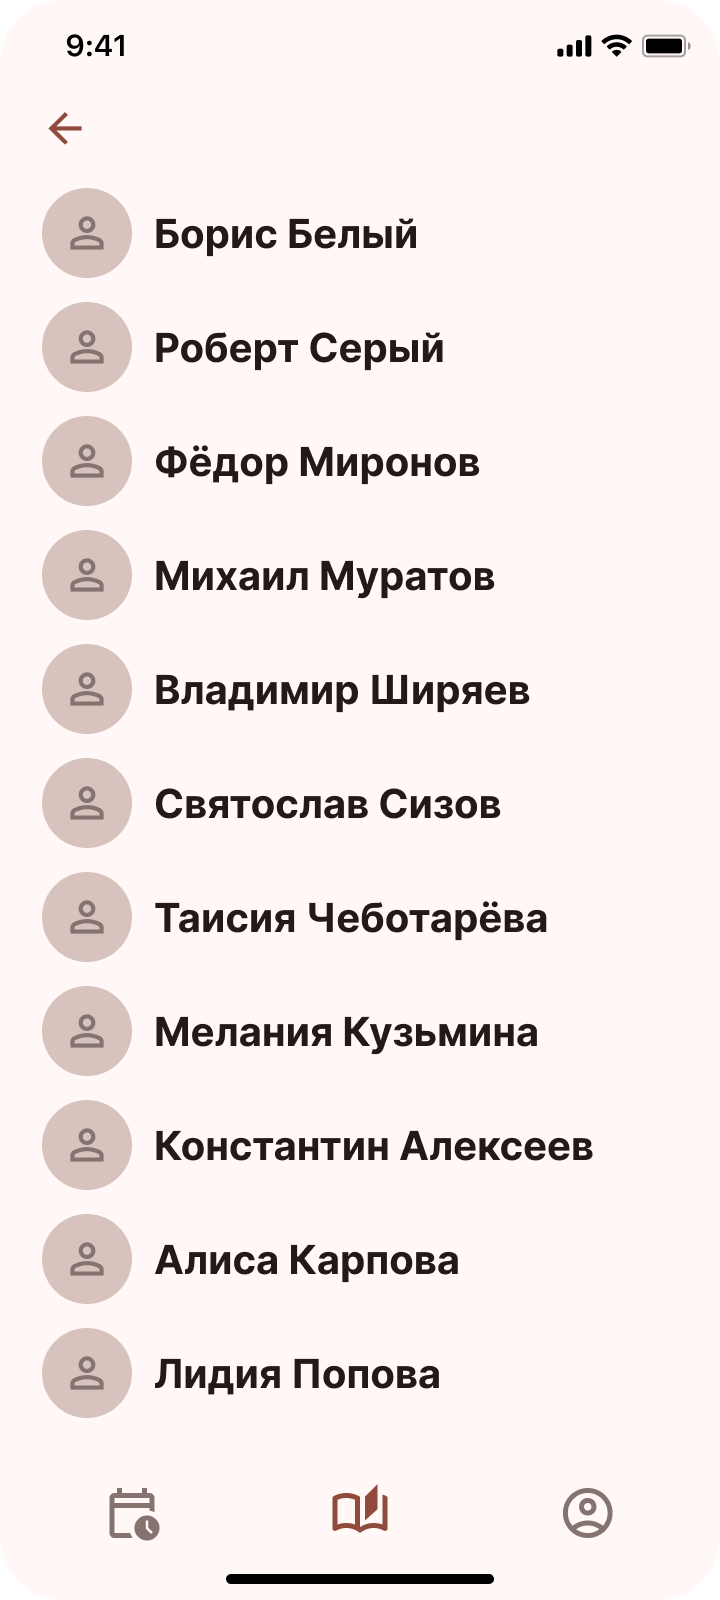 9:41
Борис Белый
Роберт Серый
Фёдор Миронов
Михаил Муратов
Владимир Ширяев
Святослав Сизов
Таисия Чеботарёва
Мелания Кузьмина
Константин Алексеев
Алиса Карпова
Лидия Попова